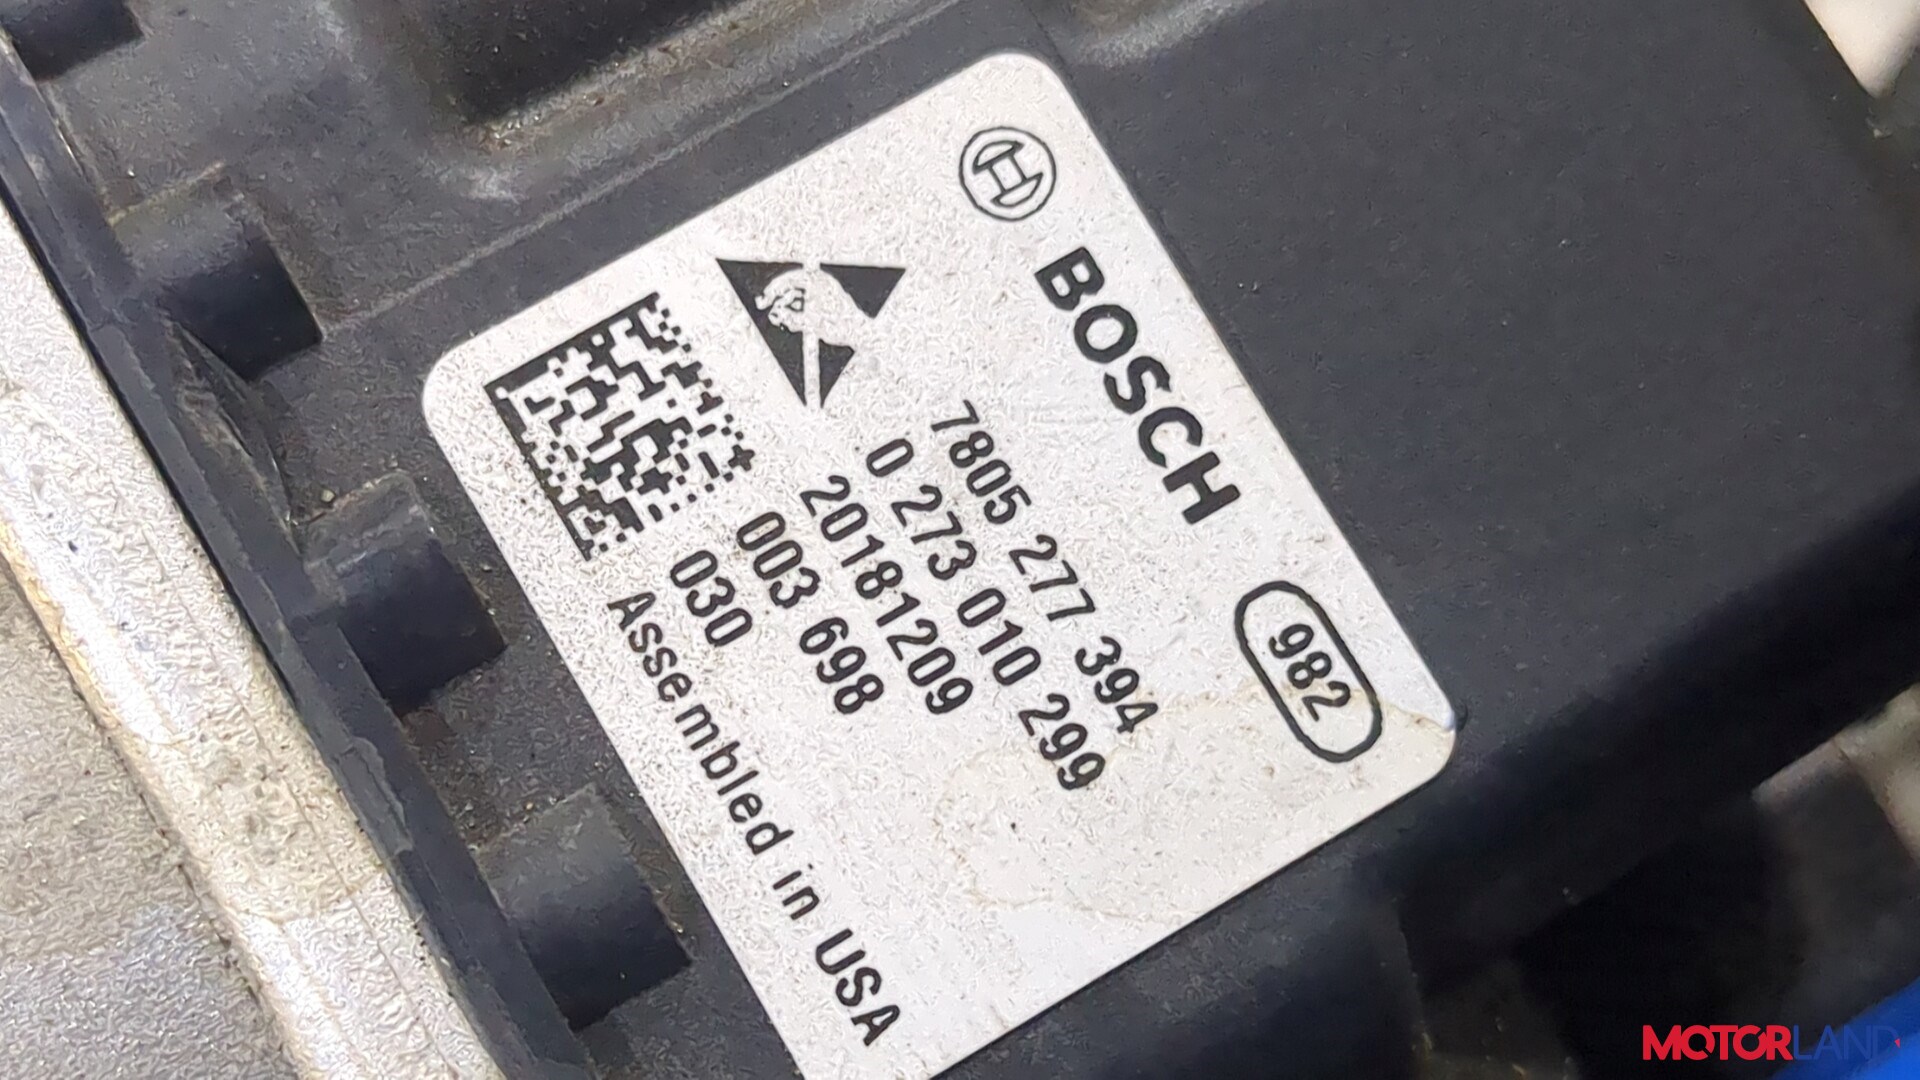 BOSCH
982
7805 277 394
0 273 010 299
20181209
003 698
030
Assembled in USA
MOTORLAND